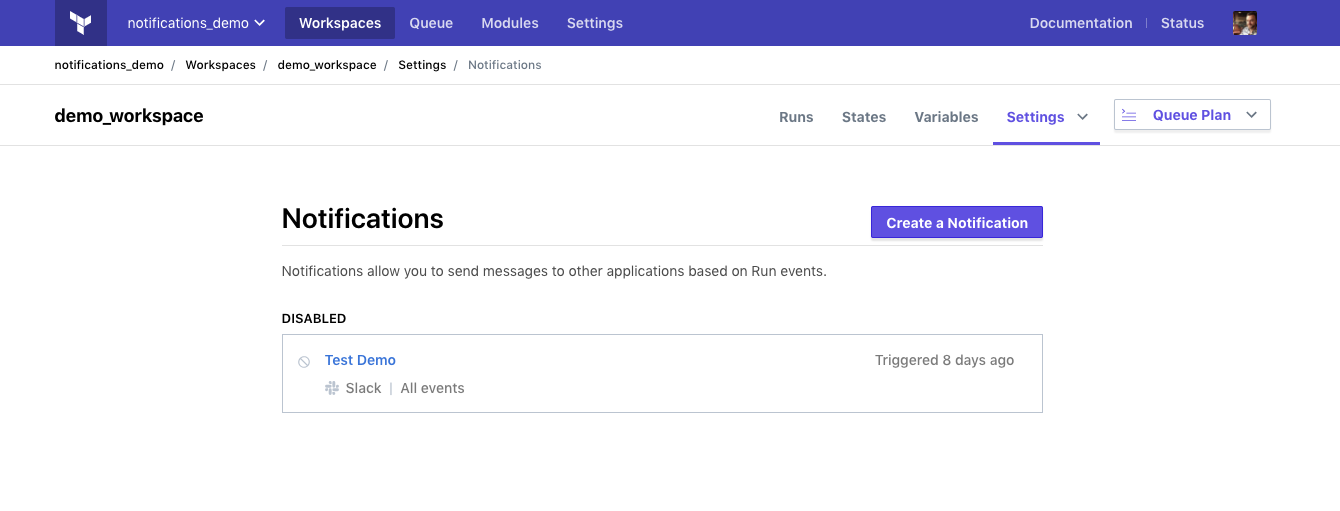 notifications_demo Workspaces Queue Modules Settings Documentation | Status
notifications_demo / Workspaces / demo_workspace / Settings / Notifications
demo_workspace Runs States Variables Settings Queue Plan
Notifications Create a Notification
Notifications allow you to send messages to other applications based on Run events.
DISABLED
Test Demo Triggered 8 days ago
Slack | All events